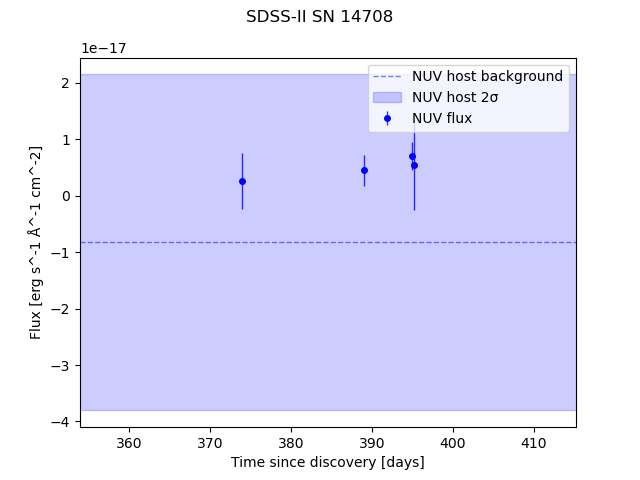 SDSS-II SN 14708
1e−17
NUV host background
NUV host 2σ
NUV flux
2
1
0
−1
−2
−3
−4
Flux [erg s^-1 Å^-1 cm^-2]
360
370
380
390
400
410
Time since discovery [days]